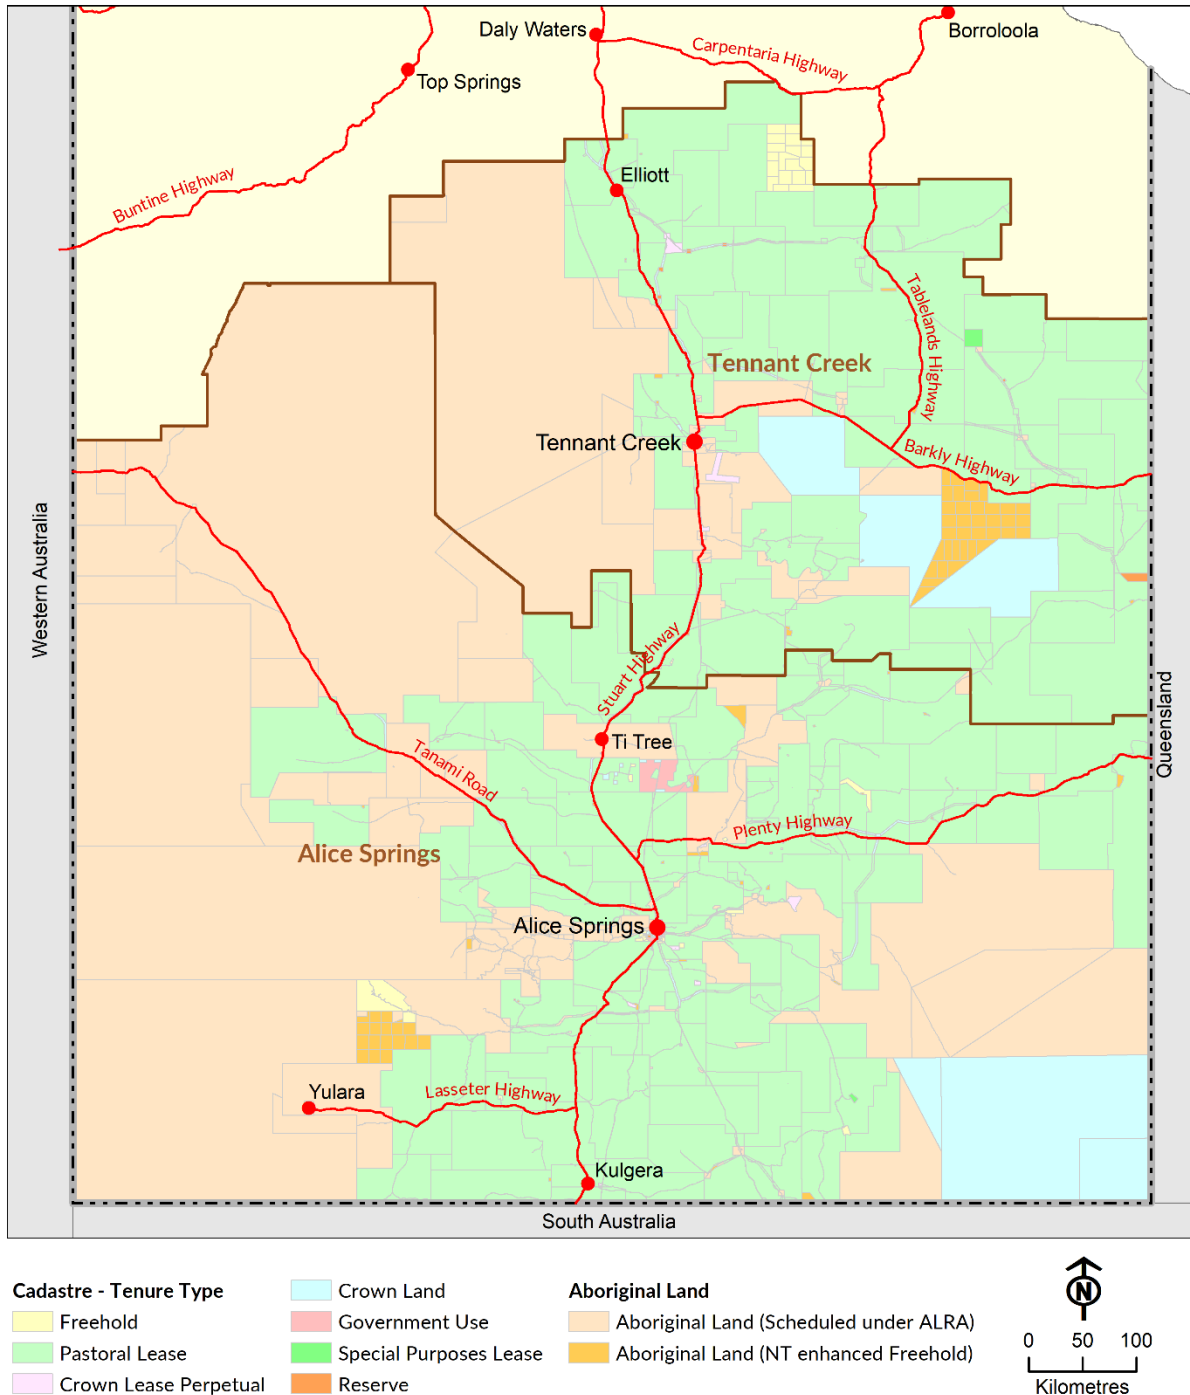 Daly Waters
Borroloola
Carpentaria Highway
Top Springs
Buntine Highway
Elliott
Tablelands Highway
Tennant Creek
Tennant Creek
Barkly Highway
Western Australia
Stuart Highway
Queensland
Ti Tree
Tanami Road
Plenty Highway
Alice Springs
Alice Springs
Yulara
Lasseter Highway
Kulgera
South Australia
Cadastre - Tenure Type
Freehold
Pastoral Lease
Crown Lease Perpetual
Crown Land
Government Use
Special Purposes Lease
Reserve
Aboriginal Land
Aboriginal Land (Scheduled under ALRA)
Aboriginal Land (NT enhanced Freehold)
N
0 50 100
Kilometres